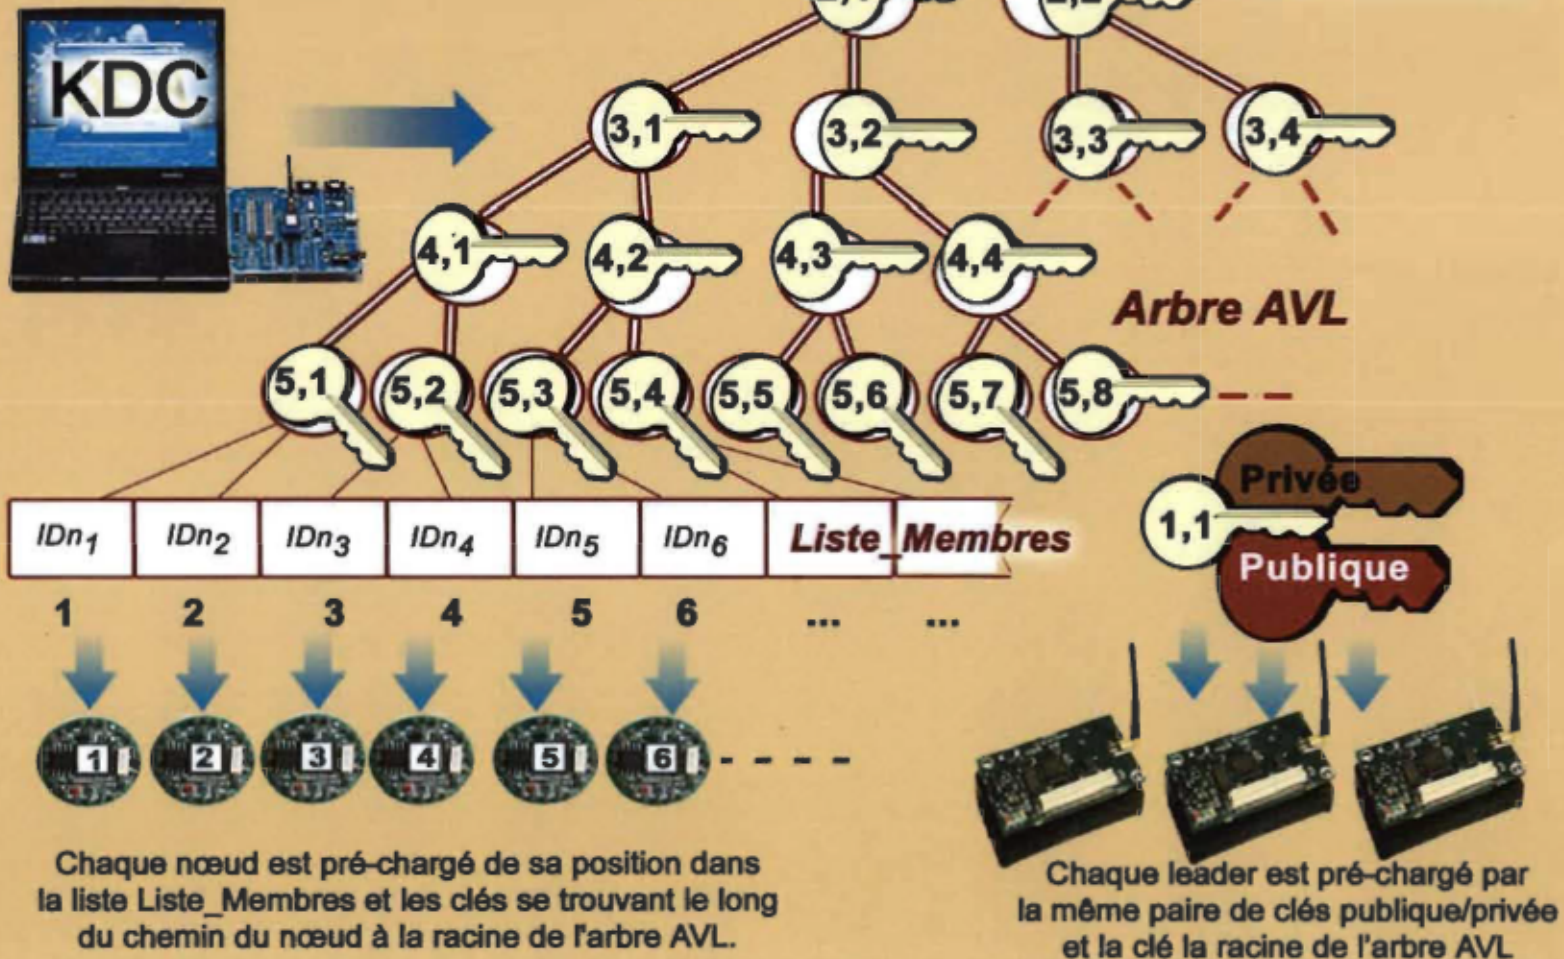 KDC
3,1 3,2 3,3 3,4
4,1 4,2 4,3 4,4
Arbre AVL
5,1 5,2 5,3 5,4 5,5 5,6 5,7 5,8
Privée
1,1
Publique
IDn1 IDn2 IDn3 IDn4 IDn5 IDn6 Liste_Membres
1 2 3 4 5 6 ... ...
1 2 3 4 5 6
Chaque nœud est pré-chargé de sa position dans
la liste Liste_Membres et les clés se trouvant le long
du chemin du nœud à la racine de l'arbre AVL.
Chaque leader est pré-chargé par
la même paire de clés publique/privée
et la clé la racine de l'arbre AVL